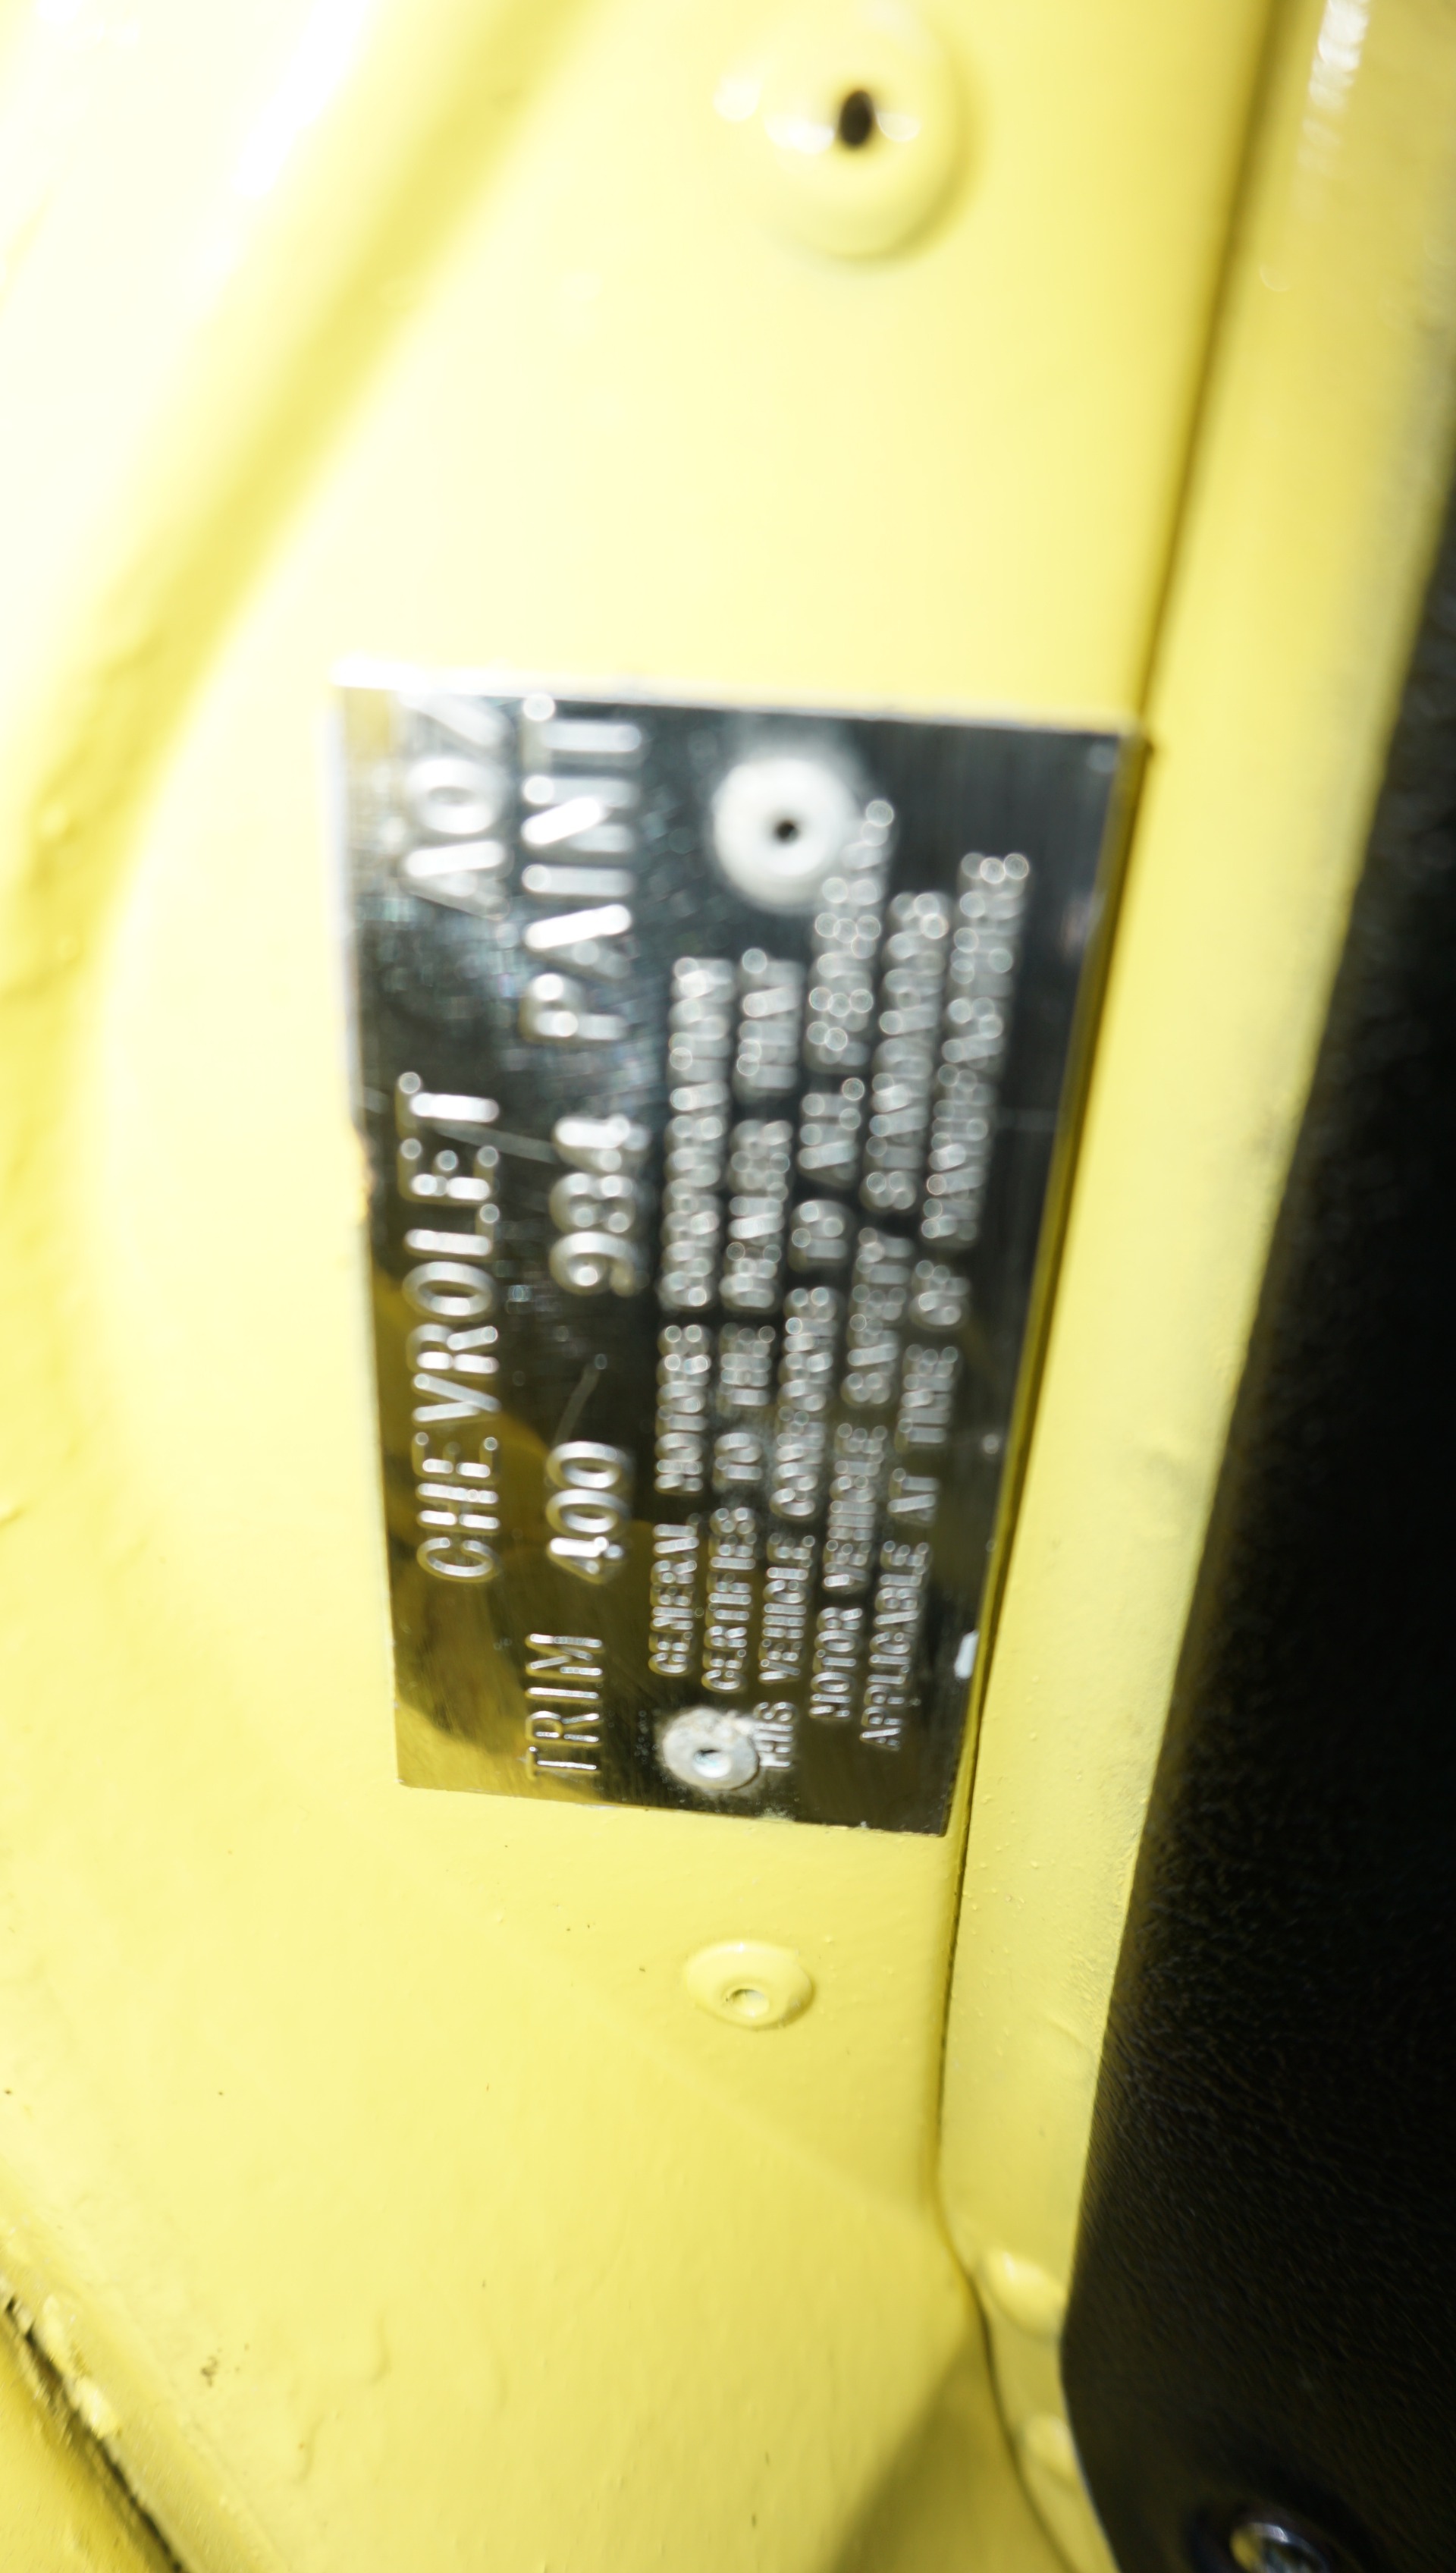 CHEVROLET A07
TRIM 400 984 PAINT
GENERAL MOTORS CORPORATION
CERTIFIES TO THE DEALER THAT
THIS VEHICLE CONFORMS TO ALL FEDERAL
MOTOR VEHICLE SAFETY STANDARDS
APPLICABLE AT TIME OF MANUFACTURE